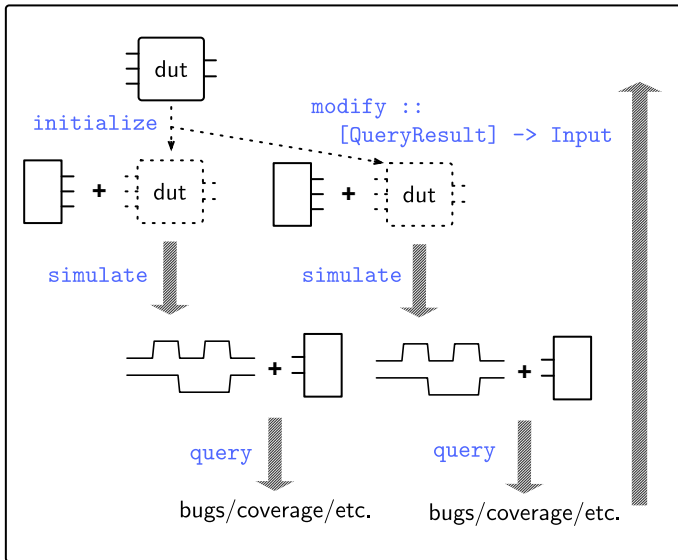 dut
modify ::
initialize
[QueryResult] -> Input
+ dut
+ dut
simulate
simulate
+
+
query
query
bugs/coverage/etc.
bugs/coverage/etc.